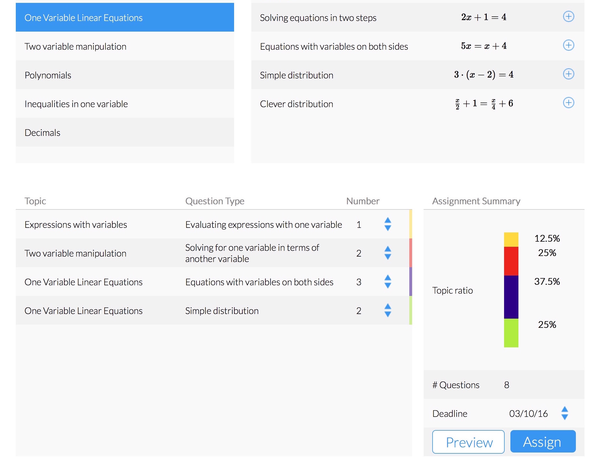 One Variable Linear Equations
Two variable manipulation
Polynomials
Inequalities in one variable
Decimals
Solving equations in two steps 2x + 1 = 4
Equations with variables on both sides 5x = x + 4
Simple distribution 3 · (x − 2) = 4
Clever distribution x/2 + 1 = x/4 + 6
Topic Question Type Number
Expressions with variables Evaluating expressions with one variable 1
Two variable manipulation Solving for one variable in terms of
another variable 2
One Variable Linear Equations Equations with variables on both sides 3
One Variable Linear Equations Simple distribution 2
Assignment Summary
Topic ratio
12.5%
25%
37.5%
25%
# Questions 8
Deadline 03/10/16
Preview Assign